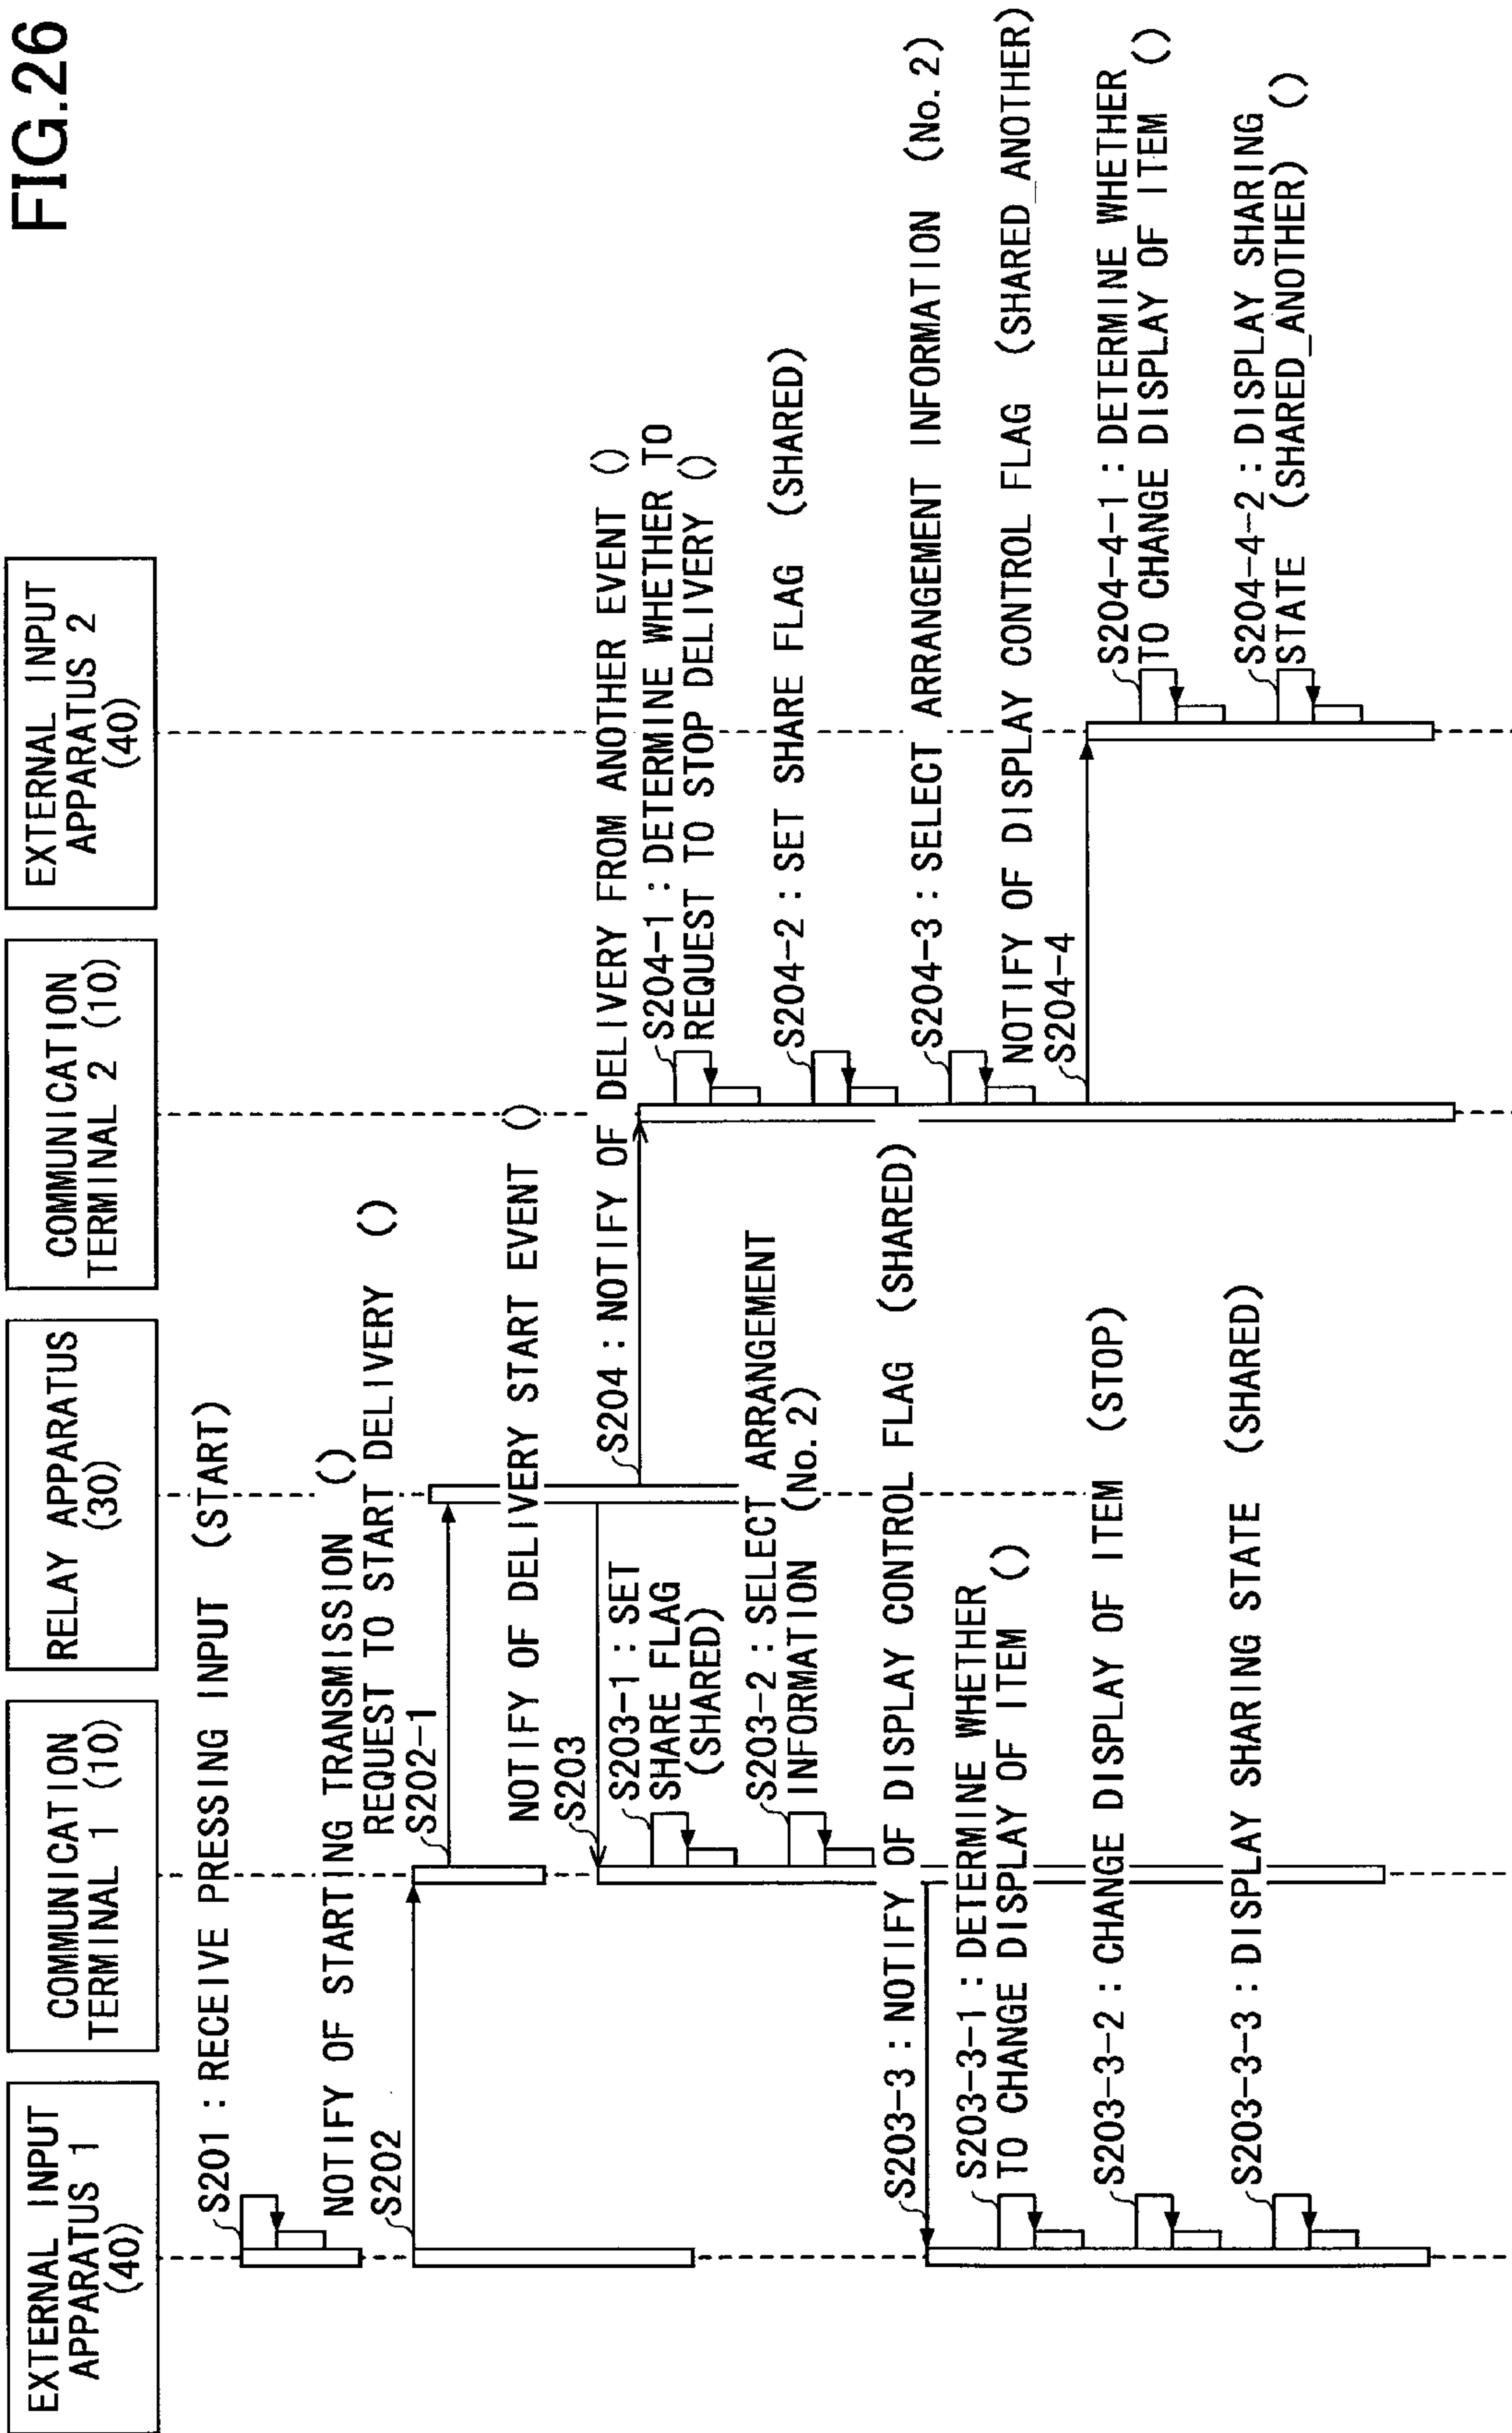 FIG.26
EXTERNAL INPUT
APPARATUS 1
(40)
COMMUNICATION
TERMINAL 1 (10)
RELAY APPARATUS
(30)
COMMUNICATION
TERMINAL 2 (10)
EXTERNAL INPUT
APPARATUS 2
(40)
S201 : RECEIVE PRESSING INPUT (START)
NOTIFY OF STARTING TRANSMISSION ()
S202
REQUEST TO START DELIVERY ()
S202-1
NOTIFY OF DELIVERY START EVENT ()
S203
S204 : NOTIFY OF DELIVERY FROM ANOTHER EVENT ()
S203-1 : SET
SHARE FLAG
(SHARED)
S204-1 : DETERMINE WHETHER TO
REQUEST TO STOP DELIVERY ()
S203-2 : SELECT ARRANGEMENT
INFORMATION (No.2)
S204-2 : SET SHARE FLAG (SHARED)
S203-3 : NOTIFY OF DISPLAY CONTROL FLAG (SHARED)
S204-3 : SELECT ARRANGEMENT INFORMATION (No.2)
S203-3-1 : DETERMINE WHETHER
TO CHANGE DISPLAY OF ITEM ()
NOTIFY OF DISPLAY CONTROL FLAG (SHARED_ANOTHER)
S204-4
S203-3-2 : CHANGE DISPLAY OF ITEM (STOP)
S204-4-1 : DETERMINE WHETHER
TO CHANGE DISPLAY OF ITEM ()
S203-3-3 : DISPLAY SHARING STATE (SHARED)
S204-4-2 : DISPLAY SHARING
STATE (SHARED_ANOTHER) ()